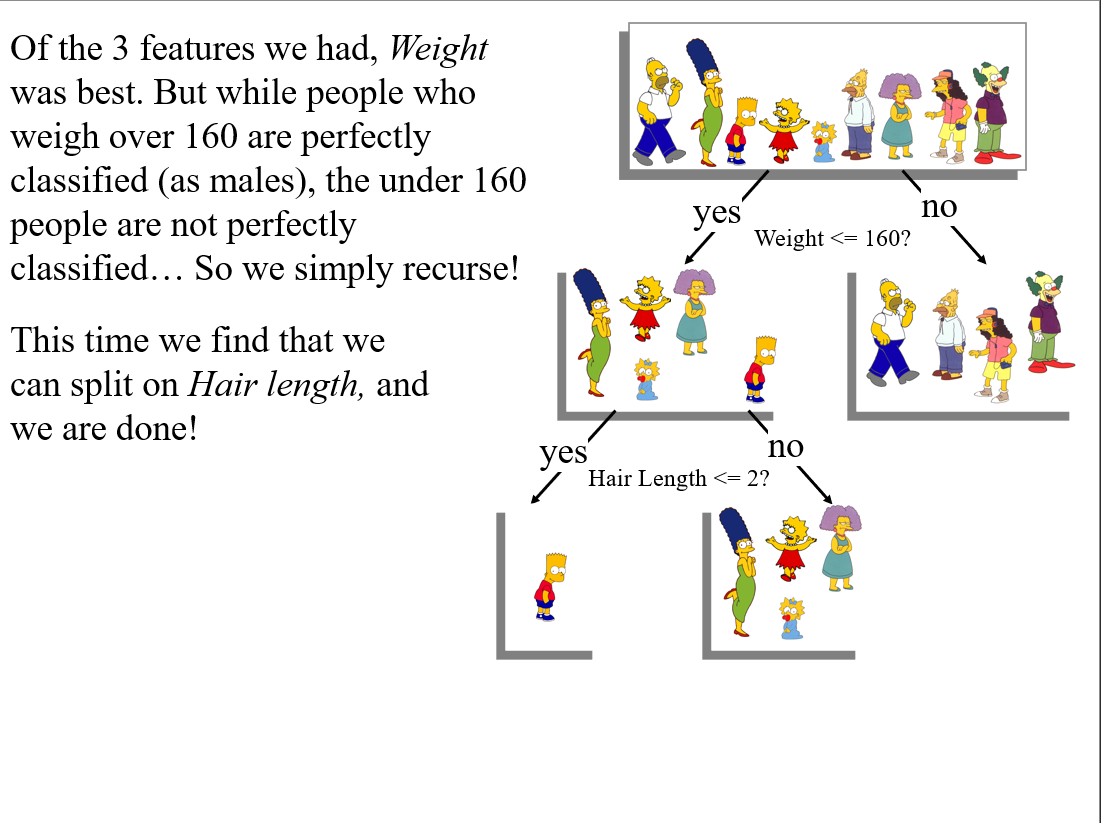 Of the 3 features we had, Weight
was best. But while people who
weigh over 160 are perfectly
classified (as males), the under 160
people are not perfectly
classified… So we simply recurse!
This time we find that we
can split on Hair length, and
we are done!
yes
no
Weight <= 160?
yes
no
Hair Length <= 2?